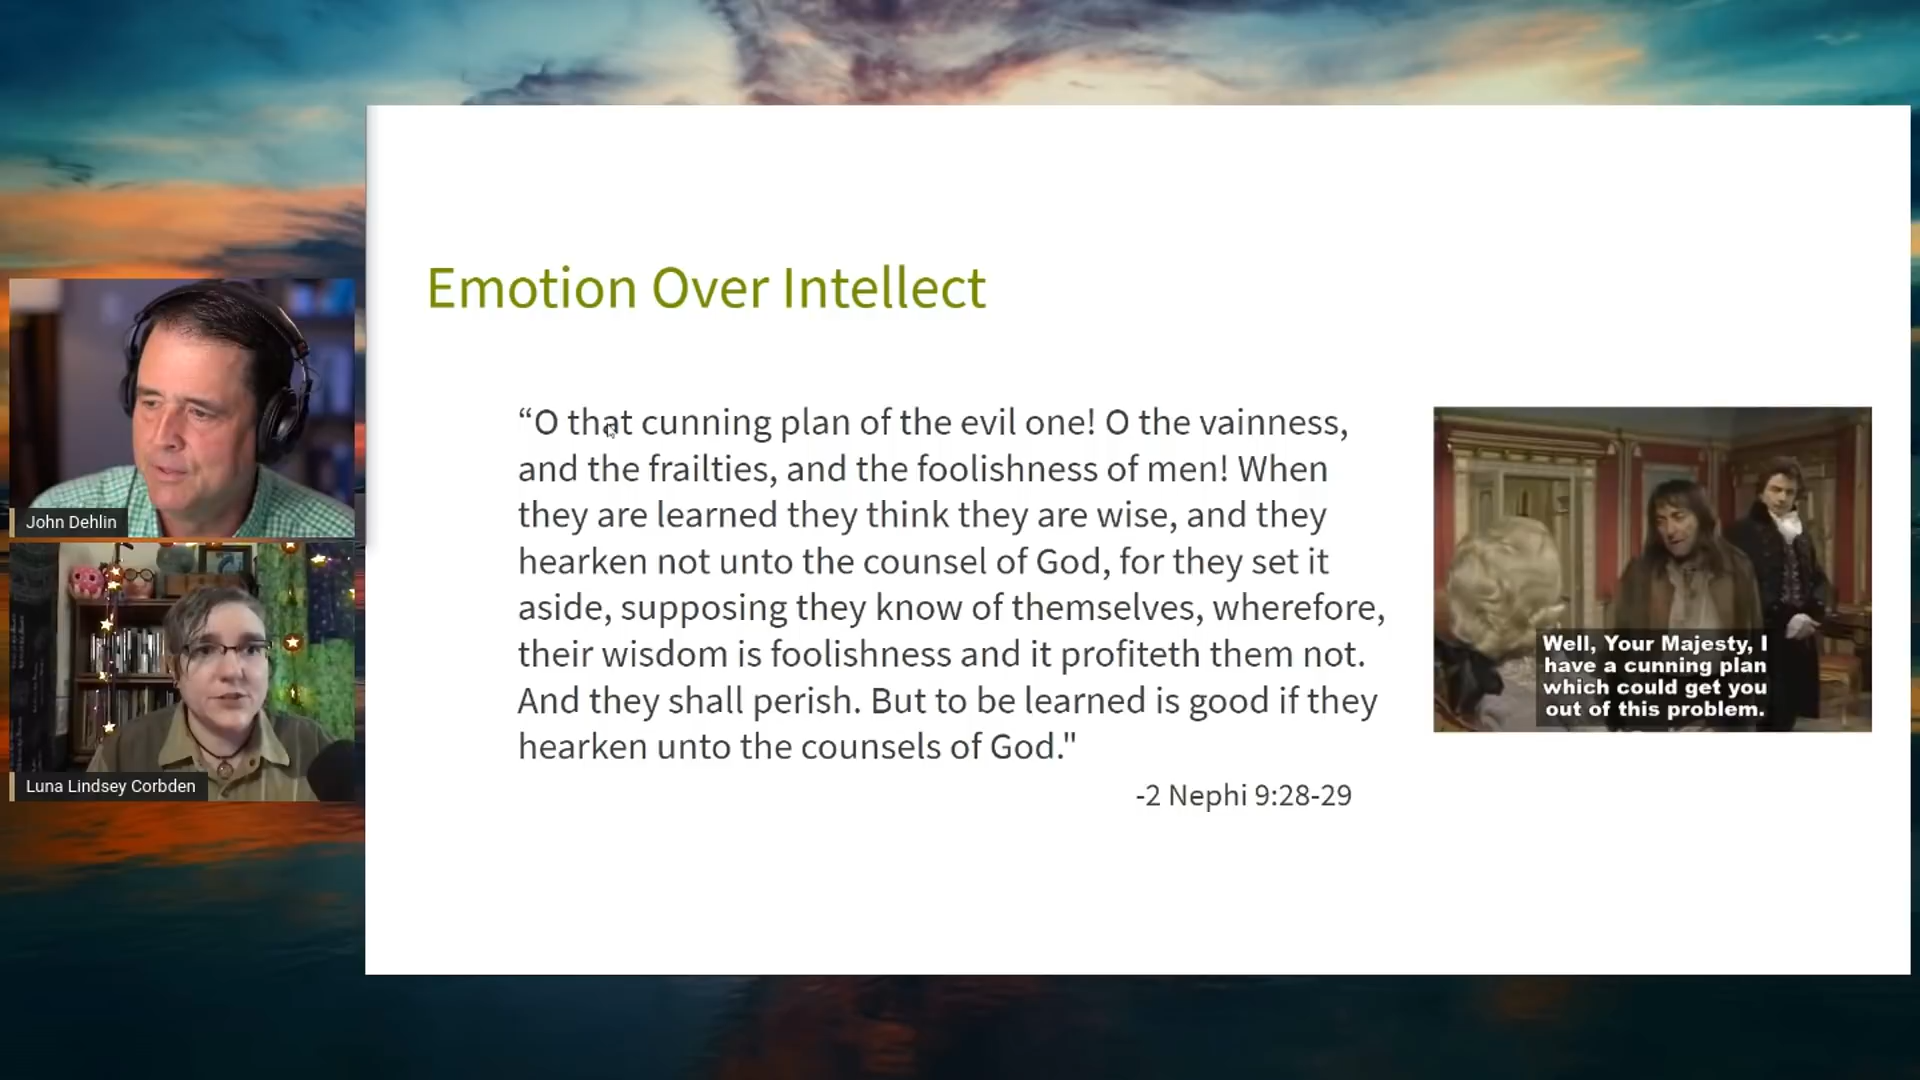 Emotion Over Intellect
“O that cunning plan of the evil one! O the vainness,
and the frailties, and the foolishness of men! When
they are learned they think they are wise, and they
hearken not unto the counsel of God, for they set it
aside, supposing they know of themselves, wherefore,
their wisdom is foolishness and it profiteth them not.
And they shall perish. But to be learned is good if they
hearken unto the counsels of God."
-2 Nephi 9:28-29
Well, Your Majesty, I
have a cunning plan
which could get you
out of this problem.
John Dehlin
Luna Lindsey Corbden